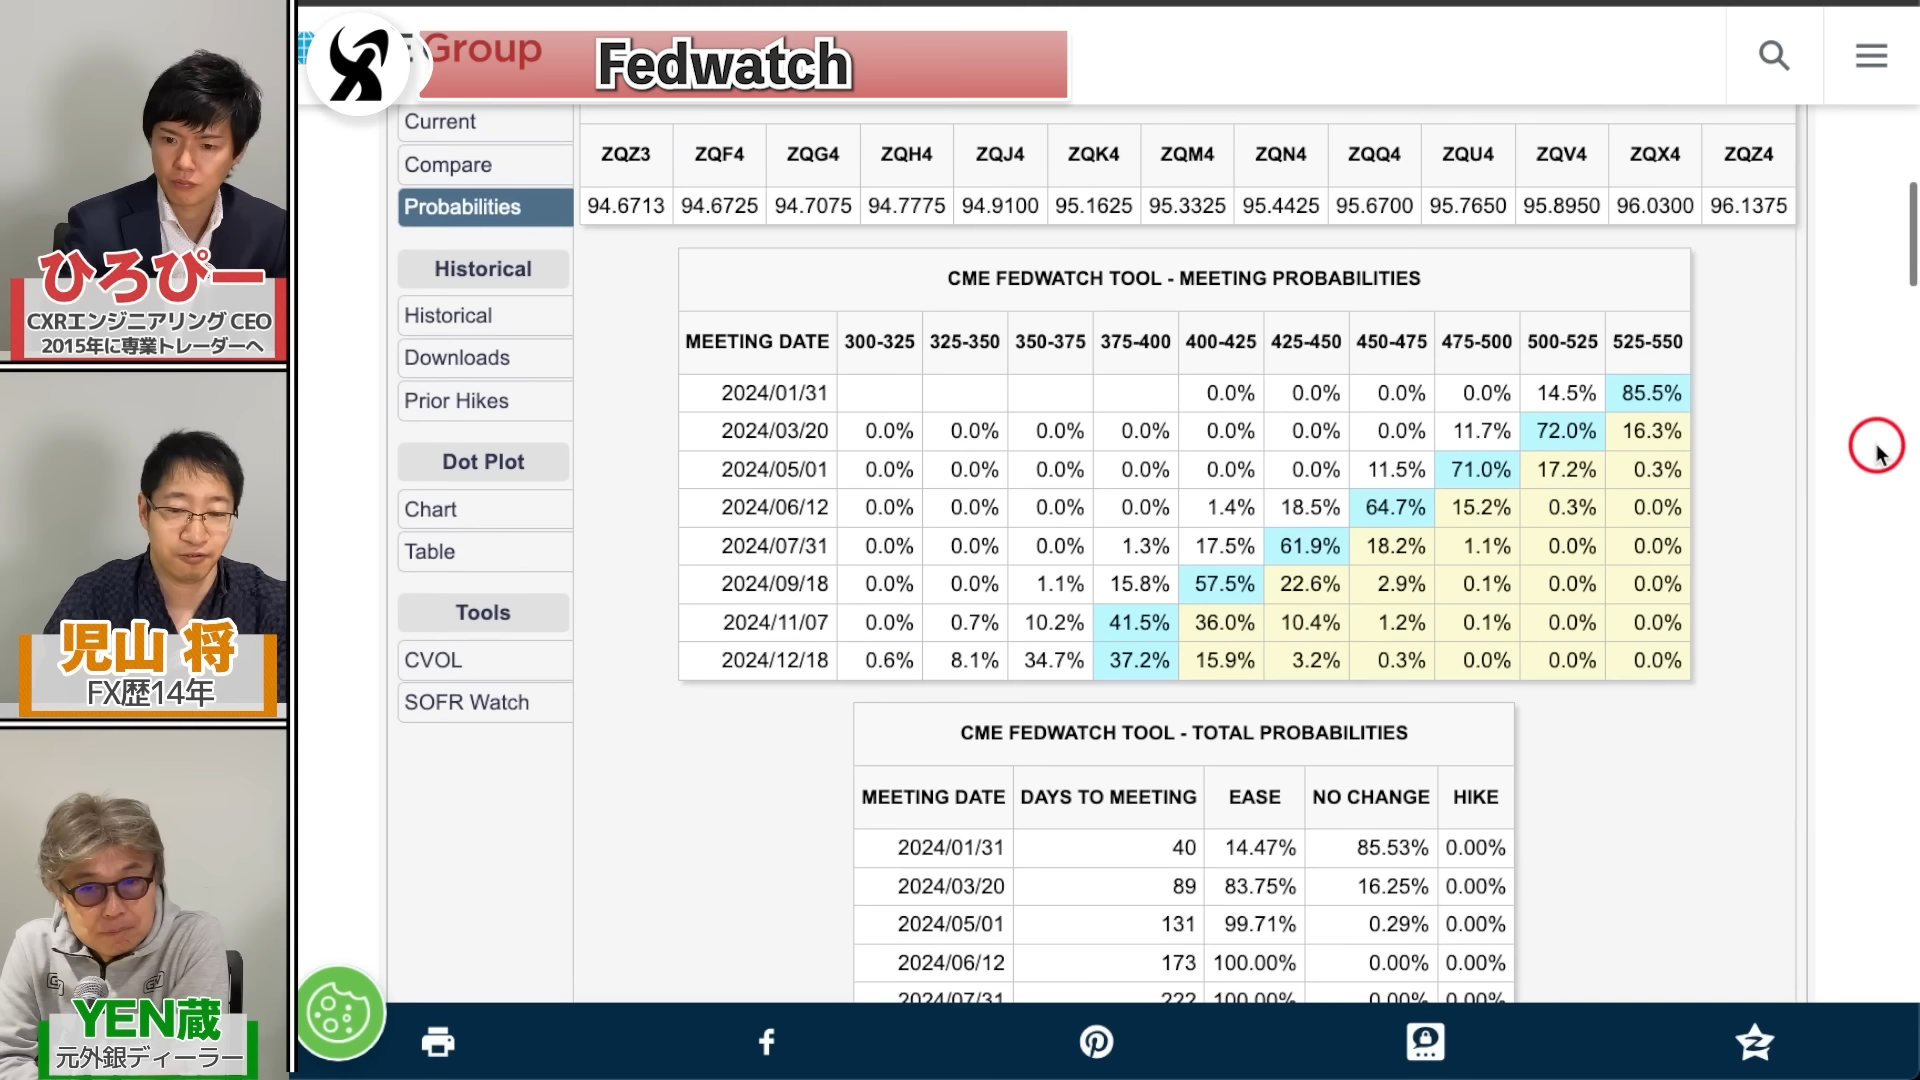 E Group
Fedwatch
ひろぴー
CXRエンジニアリング CEO
2015年に専業トレーダーへ
児山 将
FX歴14年
YEN蔵
元外銀ディーラー
Current
Compare
Probabilities
Historical
Historical
Downloads
Prior Hikes
Dot Plot
Chart
Table
Tools
CVOL
SOFR Watch
ZQZ3 ZQF4 ZQG4 ZQH4 ZQJ4 ZQK4 ZQM4 ZQN4 ZQQ4 ZQU4 ZQV4 ZQX4 ZQZ4
94.6713 94.6725 94.7075 94.7775 94.9100 95.1625 95.3325 95.4425 95.6700 95.7650 95.8950 96.0300 96.1375
CME FEDWATCH TOOL - MEETING PROBABILITIES
MEETING DATE 300-325 325-350 350-375 375-400 400-425 425-450 450-475 475-500 500-525 525-550
2024/01/31 0.0% 0.0% 0.0% 0.0% 14.5% 85.5%
2024/03/20 0.0% 0.0% 0.0% 0.0% 0.0% 0.0% 0.0% 11.7% 72.0% 16.3%
2024/05/01 0.0% 0.0% 0.0% 0.0% 0.0% 0.0% 11.5% 71.0% 17.2% 0.3%
2024/06/12 0.0% 0.0% 0.0% 0.0% 1.4% 18.5% 64.7% 15.2% 0.3% 0.0%
2024/07/31 0.0% 0.0% 0.0% 1.3% 17.5% 61.9% 18.2% 1.1% 0.0% 0.0%
2024/09/18 0.0% 0.0% 1.1% 15.8% 57.5% 22.6% 2.9% 0.1% 0.0% 0.0%
2024/11/07 0.0% 0.7% 10.2% 41.5% 36.0% 10.4% 1.2% 0.1% 0.0% 0.0%
2024/12/18 0.6% 8.1% 34.7% 37.2% 15.9% 3.2% 0.3% 0.0% 0.0% 0.0%
CME FEDWATCH TOOL - TOTAL PROBABILITIES
MEETING DATE DAYS TO MEETING EASE NO CHANGE HIKE
2024/01/31 40 14.47% 85.53% 0.00%
2024/03/20 89 83.75% 16.25% 0.00%
2024/05/01 131 99.71% 0.29% 0.00%
2024/06/12 173 100.00% 0.00% 0.00%
2024/07/31 222 100.00% 0.00% 0.00%